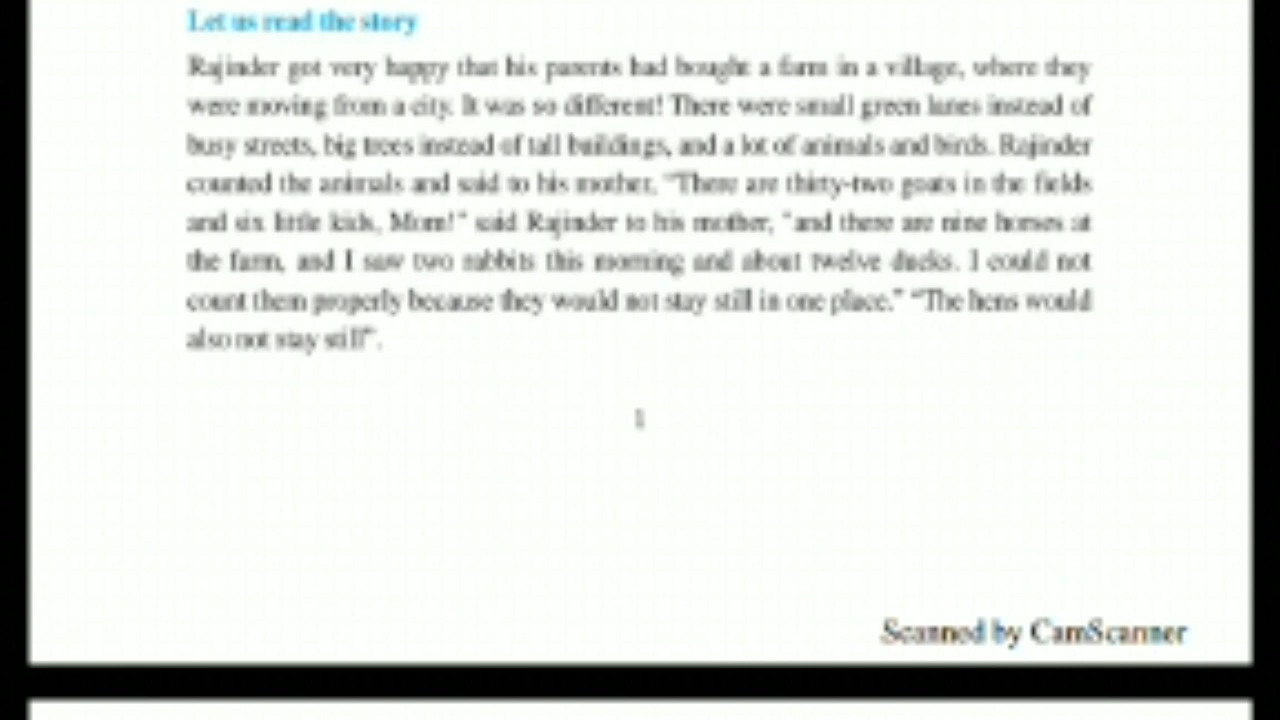 Let us read the story
Rajinder got very happy that his parents had bought a farm in a village, where they
were moving from a city. It was so different! There were small green lanes instead of
busy streets, big trees instead of tall buildings, and a lot of animals and birds. Rajinder
counted the animals and said to his mother, "There are thirty-two goats in the fields
and six little kids, Mom!" said Rajinder to his mother, "and there are nine horses at
the farm, and I saw two rabbits this morning and about twelve ducks. I could not
count them properly because they would not stay still in one place." "The hens would
also not stay still".
1
Scanned by CamScanner